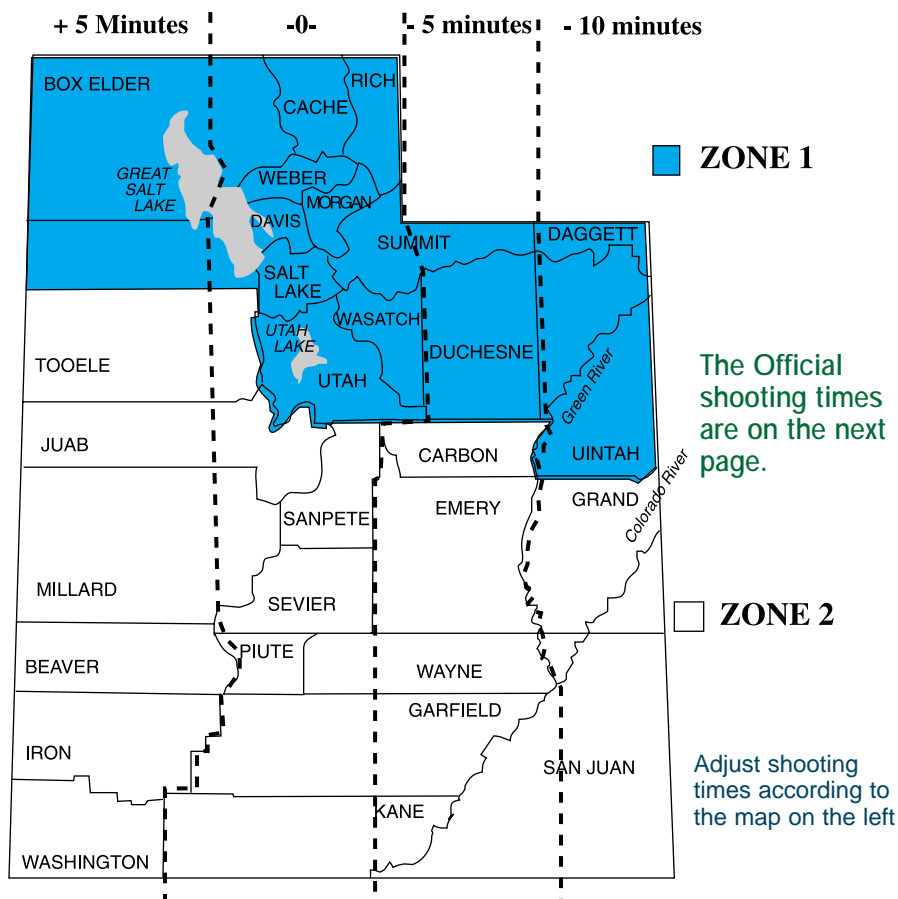 + 5 Minutes
-0-
- 5 minutes
- 10 minutes
BOX ELDER
RICH
CACHE
ZONE 1
GREAT
SALT
LAKE
WEBER
MORGAN
DAVIS
SUMMIT
DAGGETT
SALT
LAKE
WASATCH
UTAH
LAKE
DUCHESNE
TOOELE
UTAH
Green River
The Official
shooting times
are on the next
page.
JUAB
CARBON
UINTAH
GRAND
Colorado River
EMERY
SANPETE
MILLARD
SEVIER
ZONE 2
PIUTE
BEAVER
WAYNE
GARFIELD
IRON
SAN JUAN
Adjust shooting
times according to
the map on the left
KANE
WASHINGTON